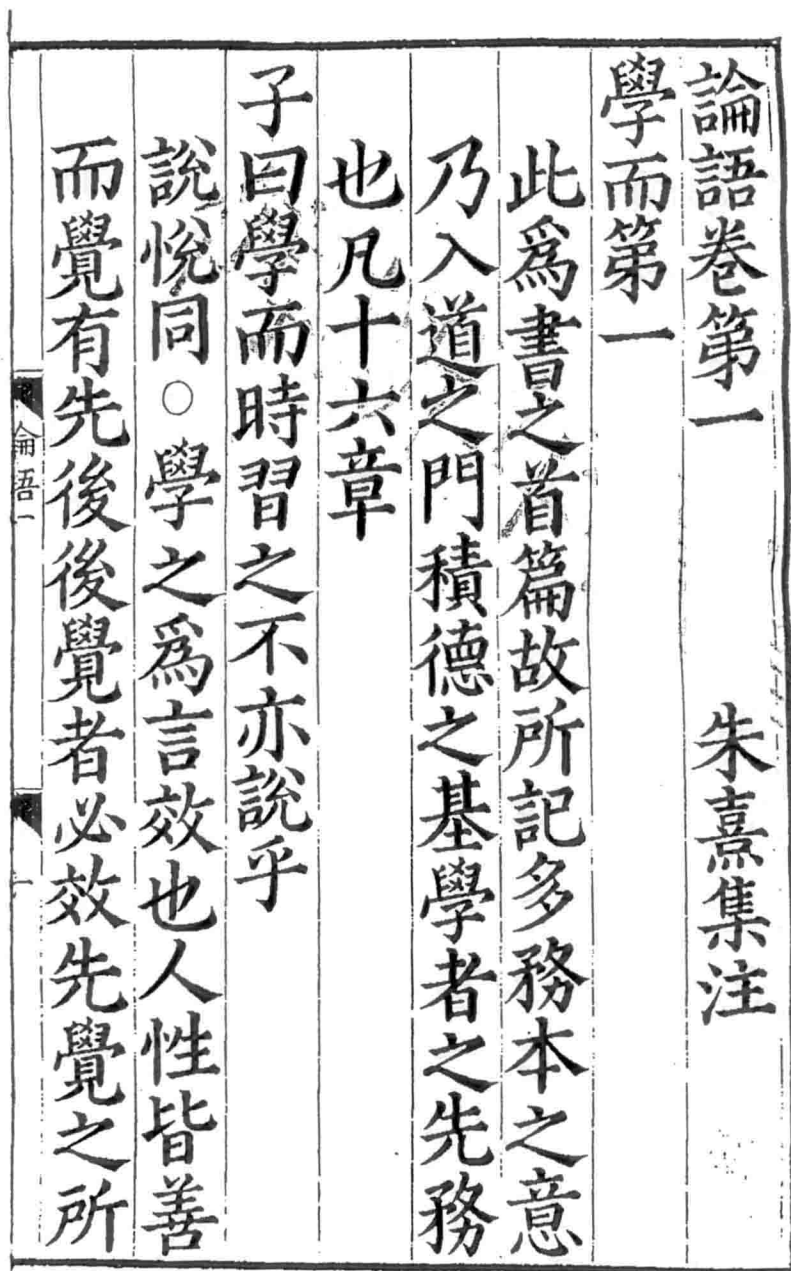 論語卷第一 朱熹集注
學而第一
此爲書之首篇故所記多務本之意
乃入道之門積德之基學者之先務
也凡十六章
子曰學而時習之不亦說乎
說悅同○學之爲言效也人性皆善
而覺有先後後覺者必效先覺之所